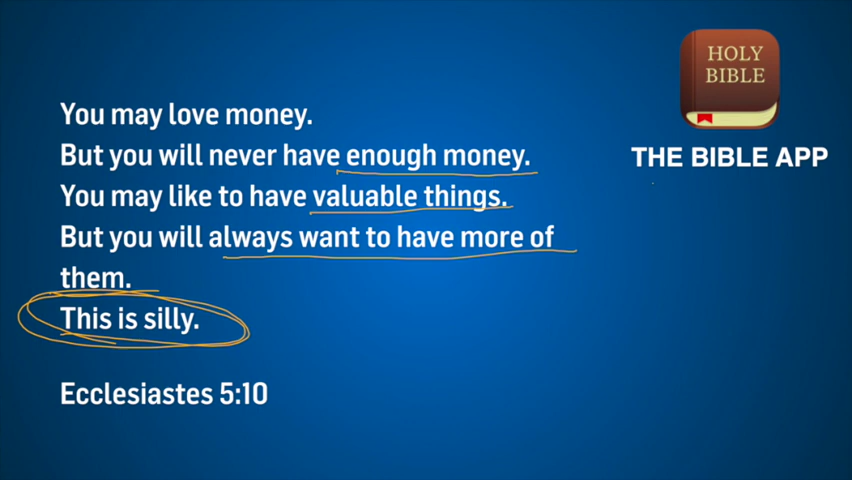 You may love money.
But you will never have enough money.
You may like to have valuable things.
But you will always want to have more of
them.
This is silly.
Ecclesiastes 5:10
HOLY
BIBLE
THE BIBLE APP